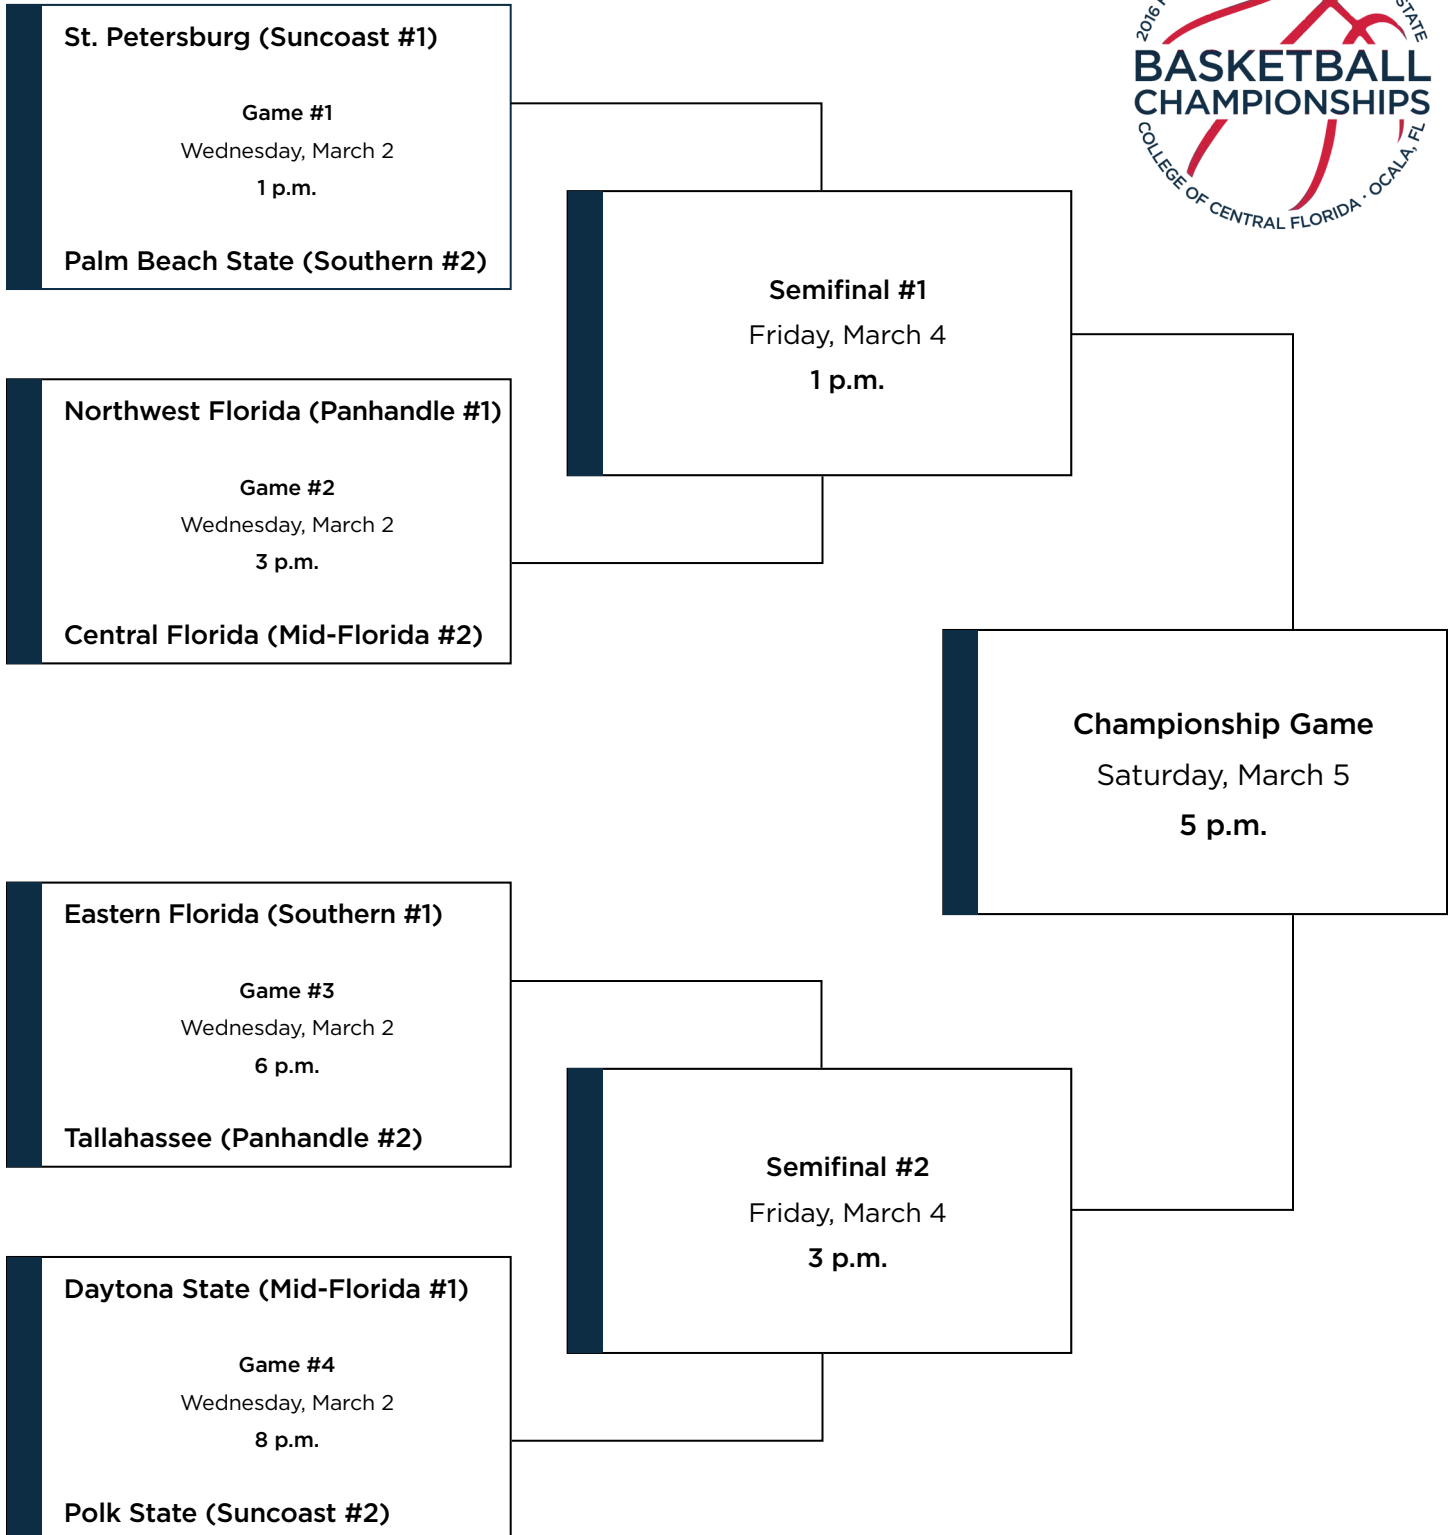 St. Petersburg (Suncoast #1)
Game #1
Wednesday, March 2
1 p.m.
Palm Beach State (Southern #2)
2016
STATE
BASKETBALL
CHAMPIONSHIPS
COLLEGE OF CENTRAL FLORIDA · OCALA, FL
Semifinal #1
Friday, March 4
1 p.m.
Northwest Florida (Panhandle #1)
Game #2
Wednesday, March 2
3 p.m.
Central Florida (Mid-Florida #2)
Championship Game
Saturday, March 5
5 p.m.
Eastern Florida (Southern #1)
Game #3
Wednesday, March 2
6 p.m.
Tallahassee (Panhandle #2)
Semifinal #2
Friday, March 4
3 p.m.
Daytona State (Mid-Florida #1)
Game #4
Wednesday, March 2
8 p.m.
Polk State (Suncoast #2)